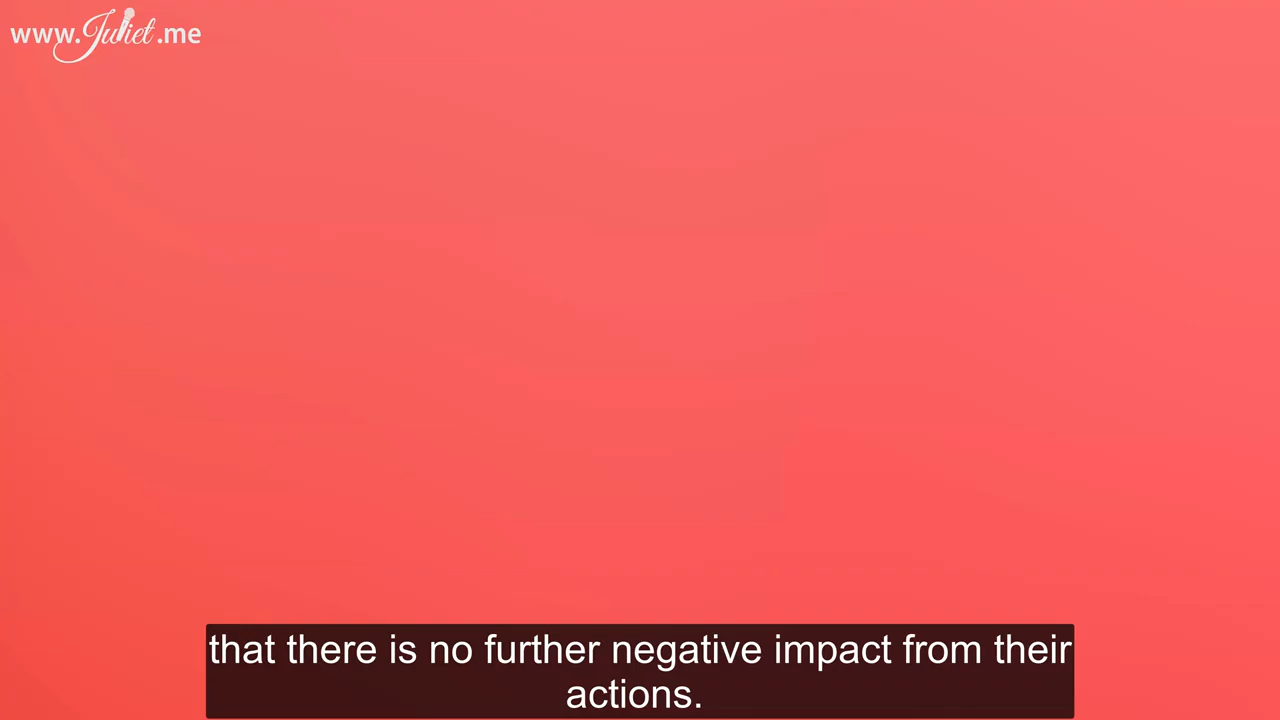 www.Juliet.me
that there is no further negative impact from their
actions.